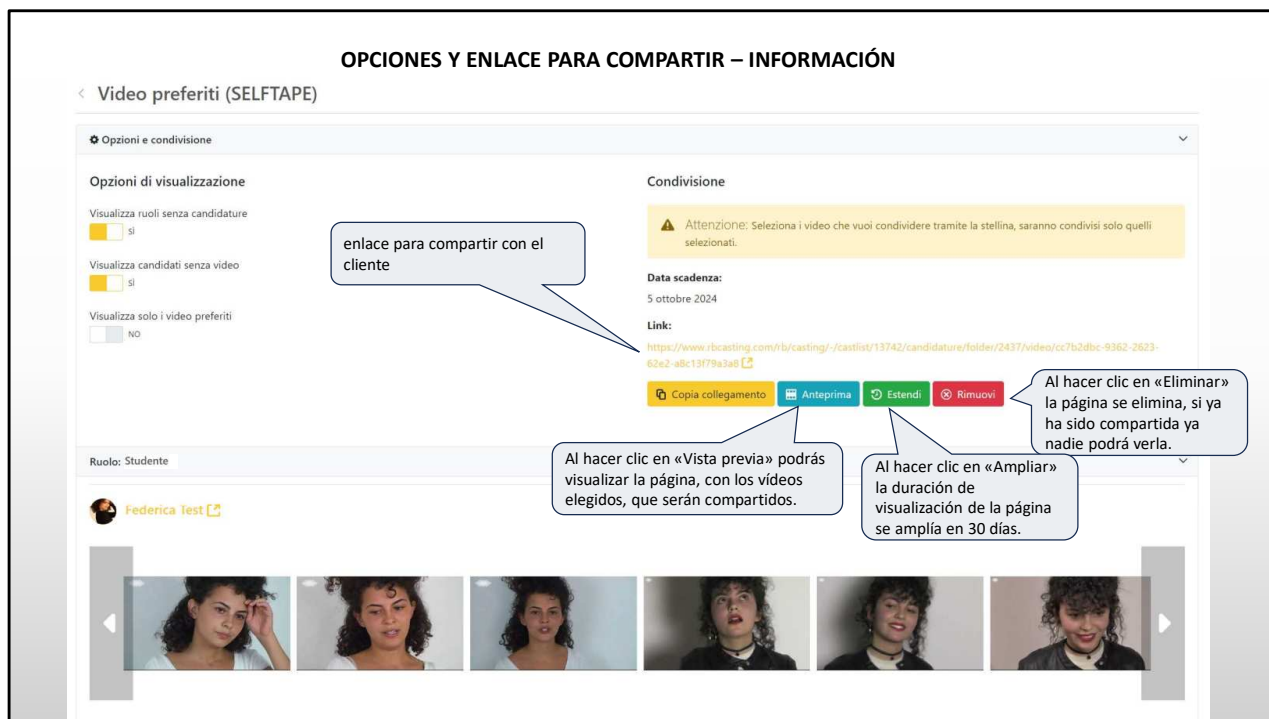 OPCIONES Y ENLACE PARA COMPARTIR – INFORMACIÓN
Video preferiti (SELFTAPE)
Opzioni e condivisione
Opzioni di visualizzazione
Visualizza ruoli senza candidature
SÌ
Visualizza candidati senza video
SÌ
Visualizza solo i video preferiti
NO
enlace para compartir con el
cliente
Condivisione
Attenzione: Seleziona i video che vuoi condividere tramite la stellina, saranno condivisi solo quelli
selezionati.
Data scadenza:
5 ottobre 2024
Link:
https://www.rbcasting.com/rb/casting/-/castlist/13742/candidature/folder/2437/video/cc7b2dbc-9362-2623-
62e2-a8c13f79a3a8
Copia collegamento
Anteprima
Estendi
Rimuovi
Al hacer clic en «Eliminar»
la página se elimina, si ya
ha sido compartida ya
nadie podrá verla.
Al hacer clic en «Vista previa» podrás
visualizar la página, con los vídeos
elegidos, que serán compartidos.
Al hacer clic en «Ampliar»
la duración de
visualización de la página
se amplía en 30 días.
Ruolo: Studente
Federica Test